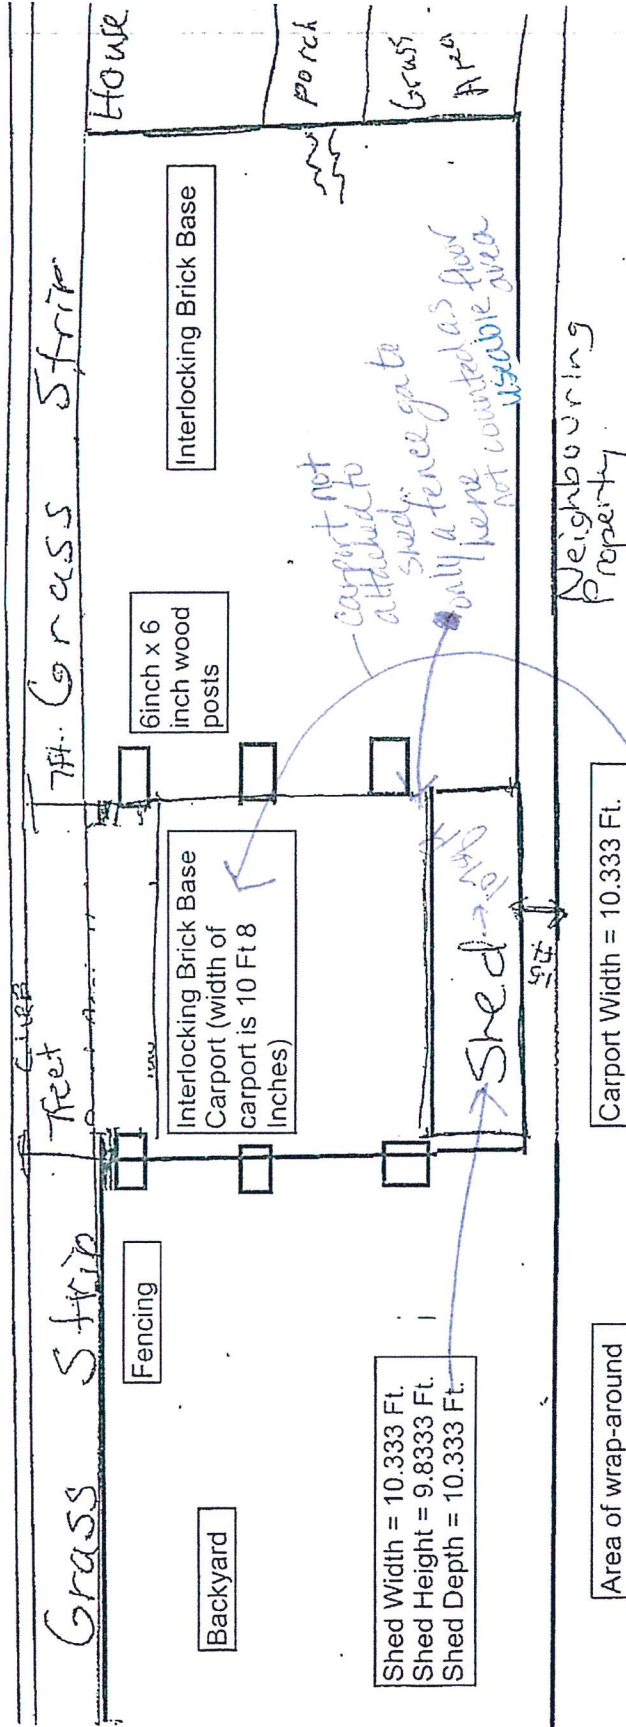 House
Porch
Grass
Area
Grass Strip
7ft.
Interlocking Brick Base
6inch x 6
inch wood
posts
carport not
attached to
shed.
only a fence gate
here
not counted as floor
useable area
Neighbouring
Property
7feet
Interlocking Brick Base
Carport (width of
carport is 10 Ft 8
Inches)
Shed
5ft
Carport Width = 10.333 Ft.
Grass Strip
Fencing
Backyard
Shed Width = 10.333 Ft.
Shed Height = 9.8333 Ft.
Shed Depth = 10.333 Ft.
Area of wrap-around